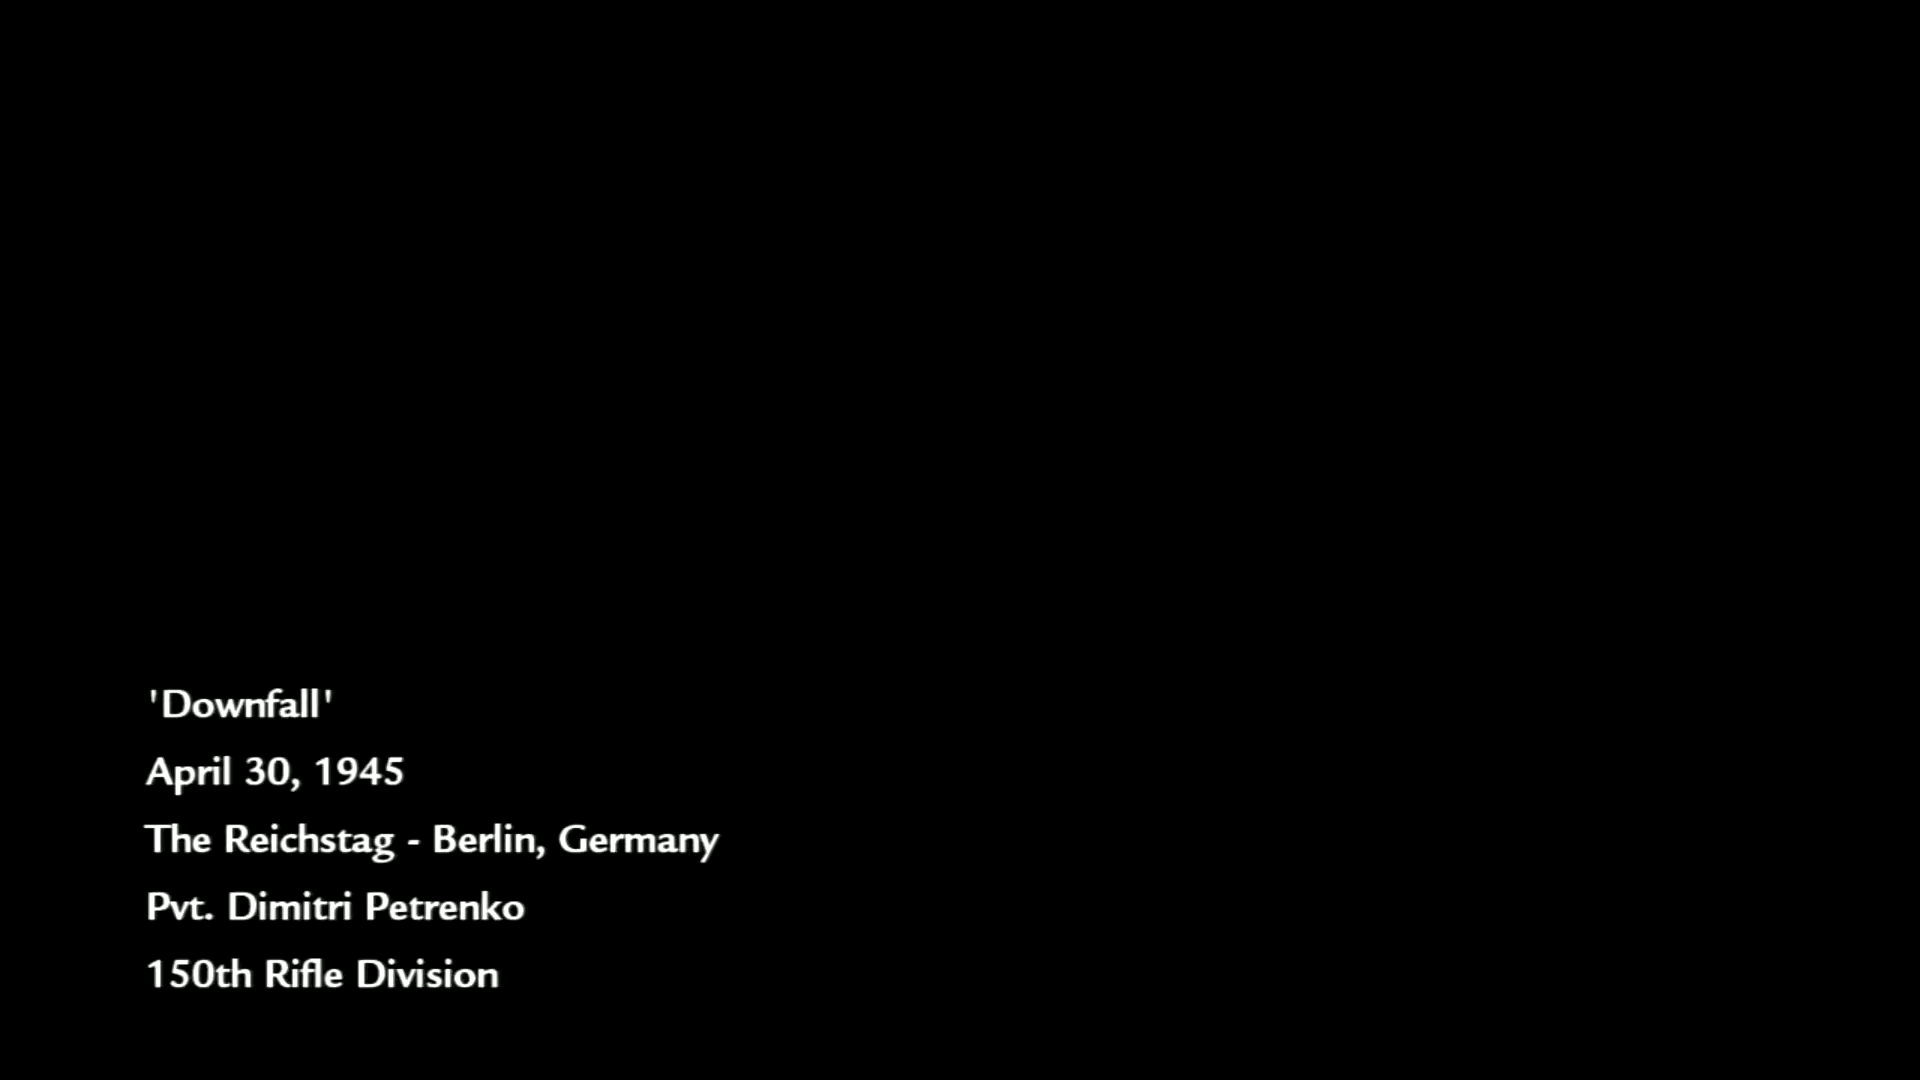 'Downfall'
April 30, 1945
The Reichstag - Berlin, Germany
Pvt. Dimitri Petrenko
150th Rifle Division